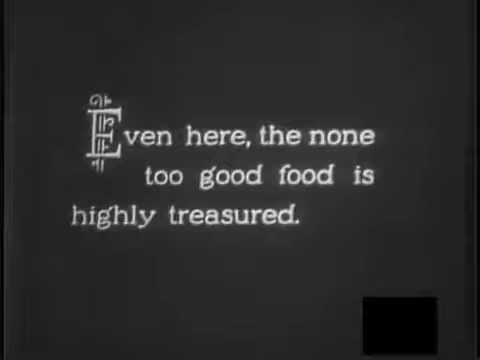 Even here, the none
too good food is
highly treasured.